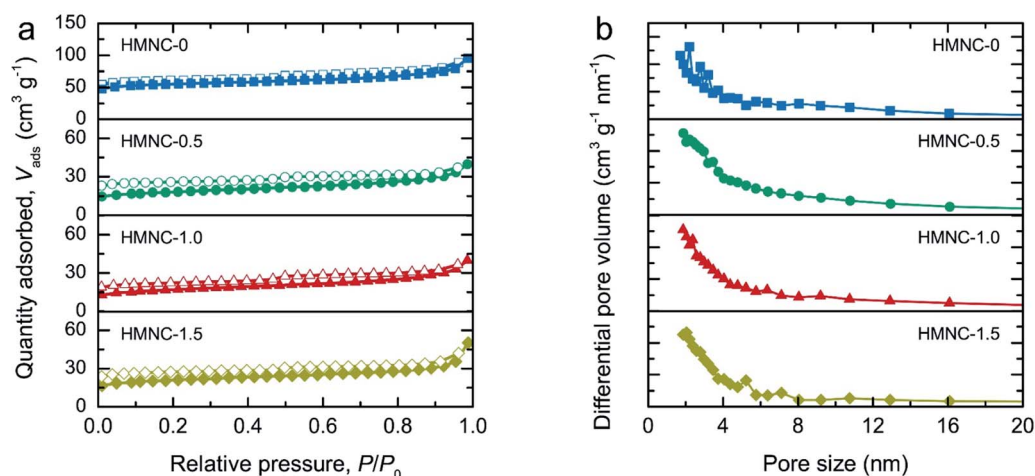 a
150
HMNC-0
100
50
0
HMNC-0.5
60
30
0
HMNC-1.0
60
30
0
HMNC-1.5
60
30
0
0.0 0.2 0.4 0.6 0.8 1.0
Relative pressure, P/P₀
Quantity adsorbed, Vads (cm³ g⁻¹)
b
HMNC-0
HMNC-0.5
HMNC-1.0
HMNC-1.5
0 4 8 12 16 20
Pore size (nm)
Differential pore volume (cm³ g⁻¹ nm⁻¹)